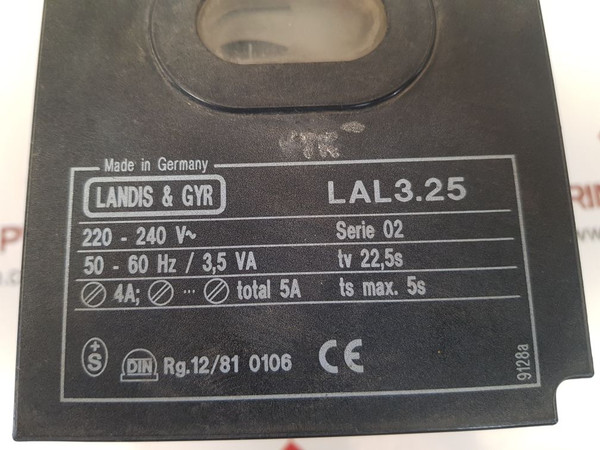 Made in Germany
LANDIS & GYR
LAL3.25
220 - 240 V~
Serie 02
50 - 60 Hz / 3,5 VA
tv 22,5s
4A; ... total 5A
ts max. 5s
+
S
DIN Rg.12/81 0106 CE
9128a